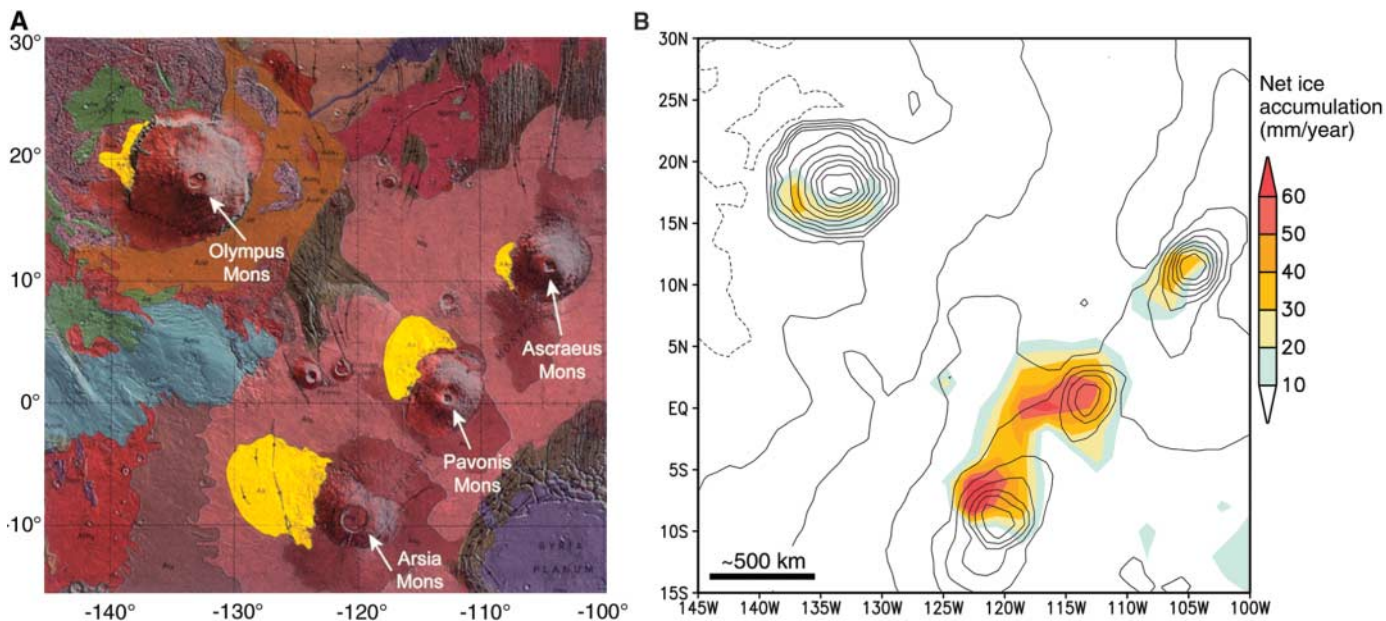 A
30°
20°
10°
0°
-10°
-140°
-130°
-120°
-110°
-100°
Olympus
Mons
Ascraeus
Mons
Pavonis
Mons
Arsia
Mons
SYRIA
PLANUM
B
30N
25N
20N
15N
10N
5N
EQ
5S
10S
15S
145W
140W
135W
130W
125W
120W
115W
110W
105W
100W
~500 km
Net ice
accumulation
(mm/year)
60
50
40
30
20
10